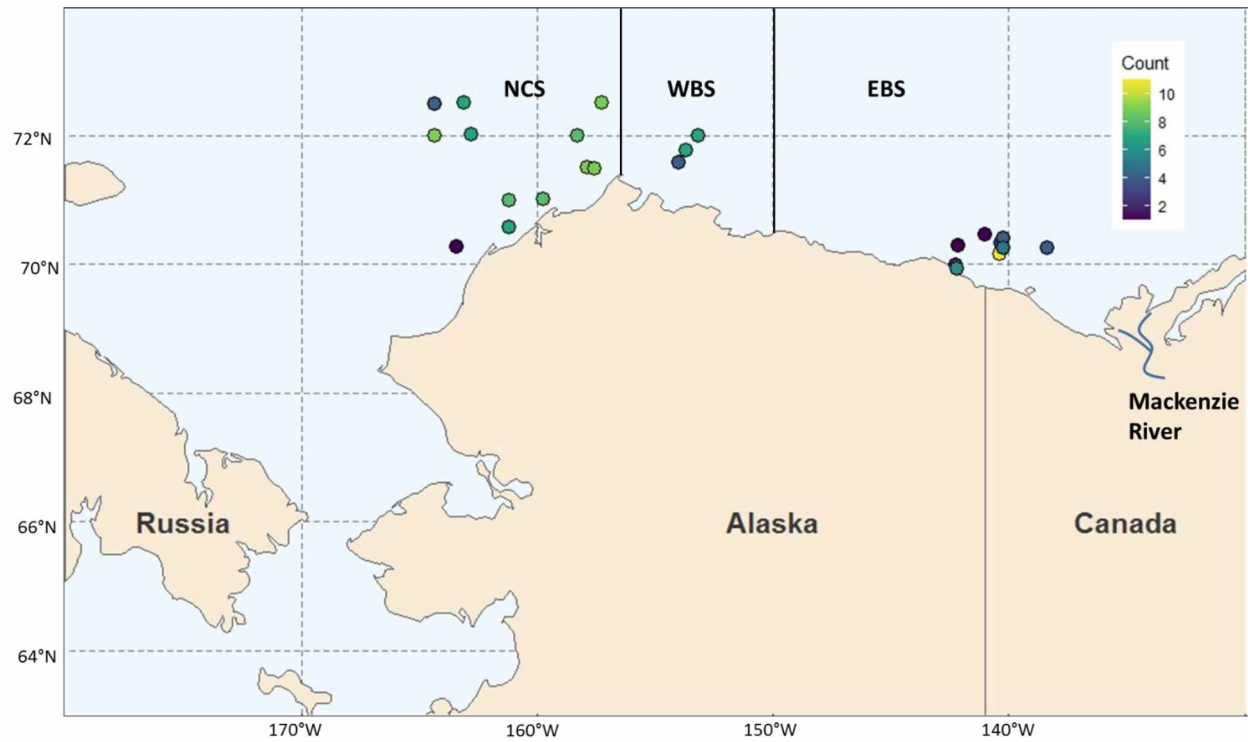 NCS
WBS
EBS
Count
10
8
6
4
2
72°N
70°N
68°N
66°N
64°N
Mackenzie
River
Russia
Alaska
Canada
170°W
160°W
150°W
140°W